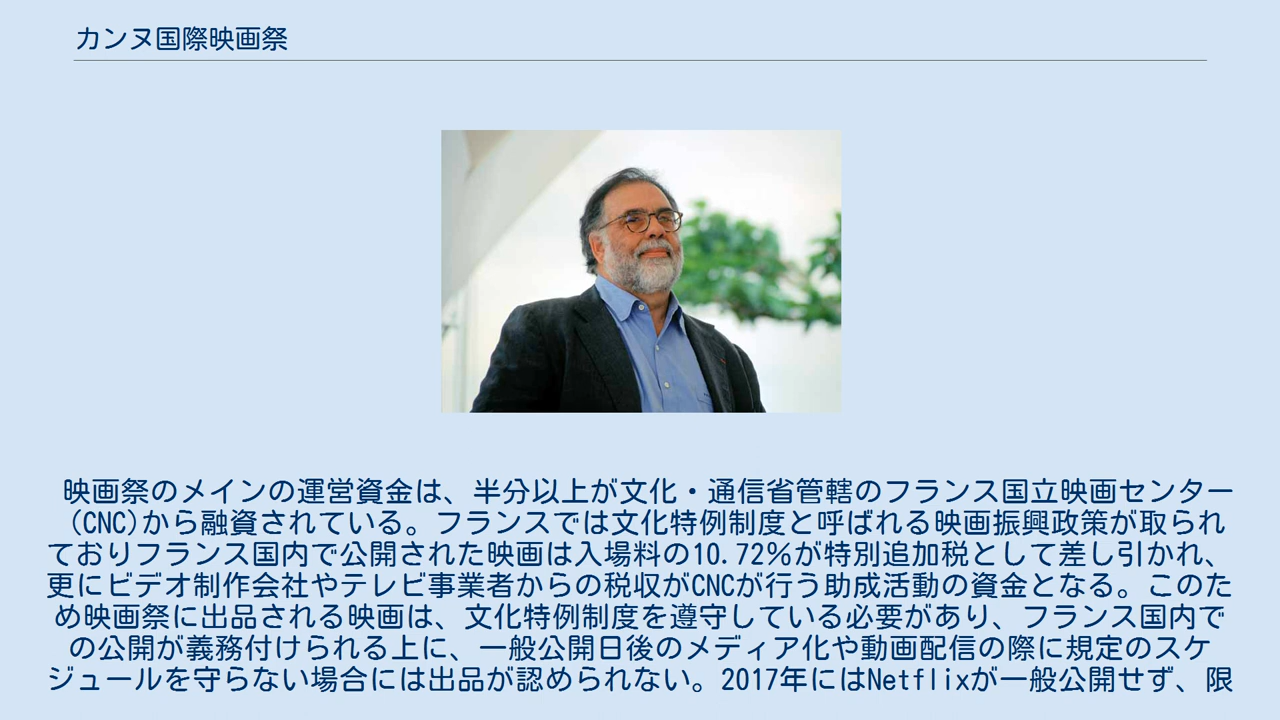 カンヌ国際映画祭
映画祭のメインの運営資金は、半分以上が文化・通信省管轄のフランス国立映画センター
(CNC)から融資されている。フランスでは文化特例制度と呼ばれる映画振興政策が取られ
ておりフランス国内で公開された映画は入場料の10.72％が特別追加税として差し引かれ、
更にビデオ制作会社やテレビ事業者からの税収がCNCが行う助成活動の資金となる。このた
め映画祭に出品される映画は、文化特例制度を遵守している必要があり、フランス国内で
の公開が義務付けられる上に、一般公開日後のメディア化や動画配信の際に規定のスケ
ジュールを守らない場合には出品が認められない。2017年にはNetflixが一般公開せず、限